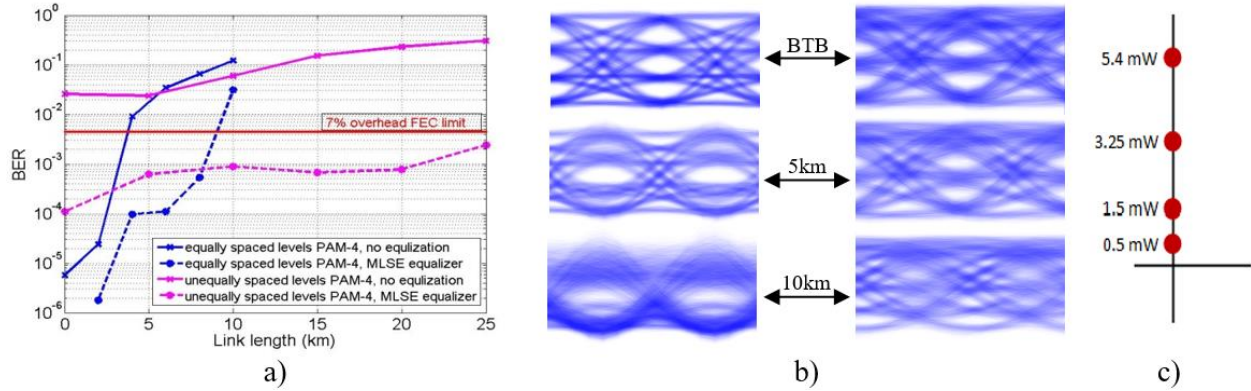 10^0
10^-1
10^-2
10^-3
10^-4
10^-5
10^-6
BER
7% overhead FEC limit
equally spaced levels PAM-4, no equlization
equally spaced levels PAM-4, MLSE equalizer
unequally spaced levels PAM-4, no equlization
unequally spaced levels PAM-4, MLSE equalizer
0 5 10 15 20 25
Link length (km)
a)
BTB
5km
10km
b)
5.4 mW
3.25 mW
1.5 mW
0.5 mW
c)